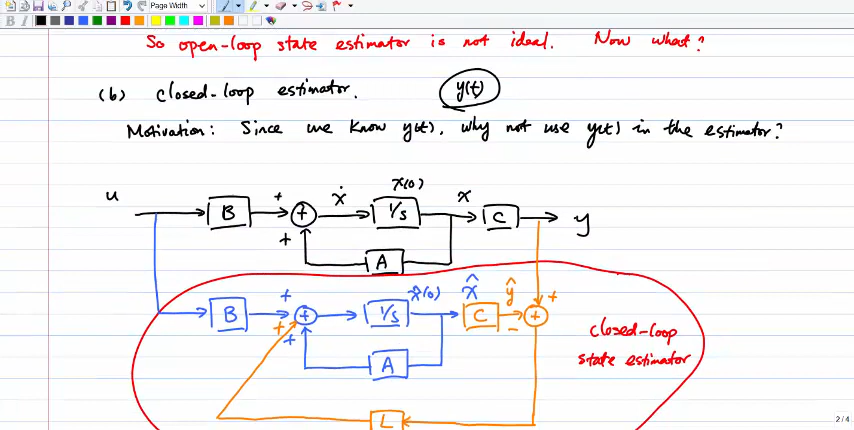 Page Width
B I U
So open-loop state estimator is not ideal. Now what?
(b) closed-loop estimator. y(t)
Motivation: Since we know y(t), why not use y(t) in the estimator?
u B + + + ẋ x(0) 1/s x C y
A
B + + + + x̂(0) 1/s x̂ C ŷ − + +
A
closed-loop
state estimator
L
2/4